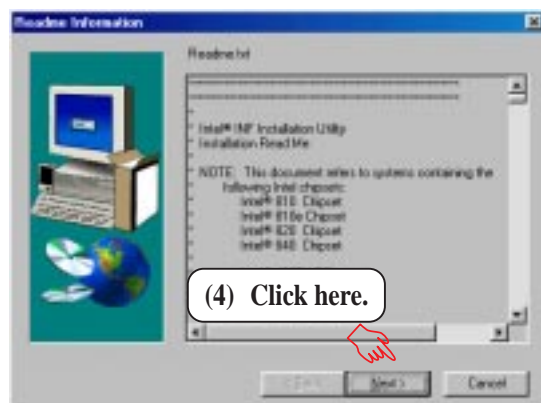 Readme Information
Readme.txt
Intel® INF Installation Utility
Installation Read Me
NOTE: This document refers to systems containing the
following Intel chipsets:
Intel® 810 Chipset
Intel® 810e Chipset
Intel® 820 Chipset
Intel® 840 Chipset
(4) Click here.
< Back
Next >
Cancel